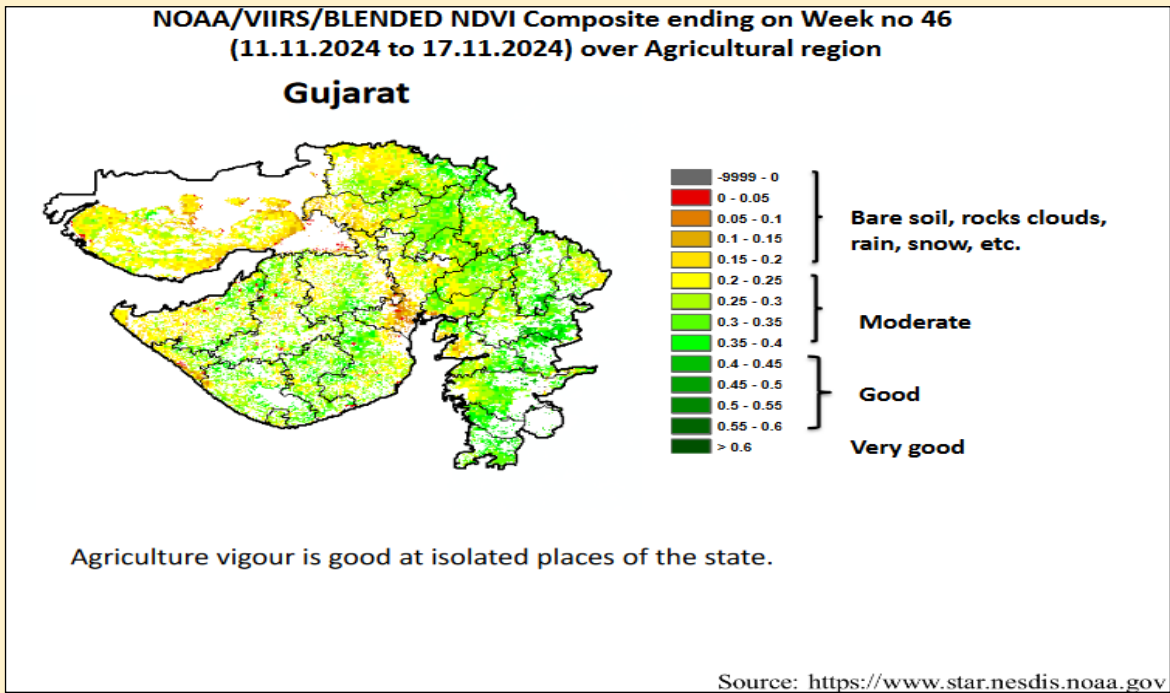 NOAA/VIIRS/BLENDED NDVI Composite ending on Week no 46
(11.11.2024 to 17.11.2024) over Agricultural region
Gujarat
-9999 - 0
0 - 0.05
0.05 - 0.1
0.1 - 0.15
0.15 - 0.2
0.2 - 0.25
0.25 - 0.3
0.3 - 0.35
0.35 - 0.4
0.4 - 0.45
0.45 - 0.5
0.5 - 0.55
0.55 - 0.6
> 0.6
Bare soil, rocks clouds,
rain, snow, etc.
Moderate
Good
Very good
Agriculture vigour is good at isolated places of the state.
Source: https://www.star.nesdis.noaa.gov